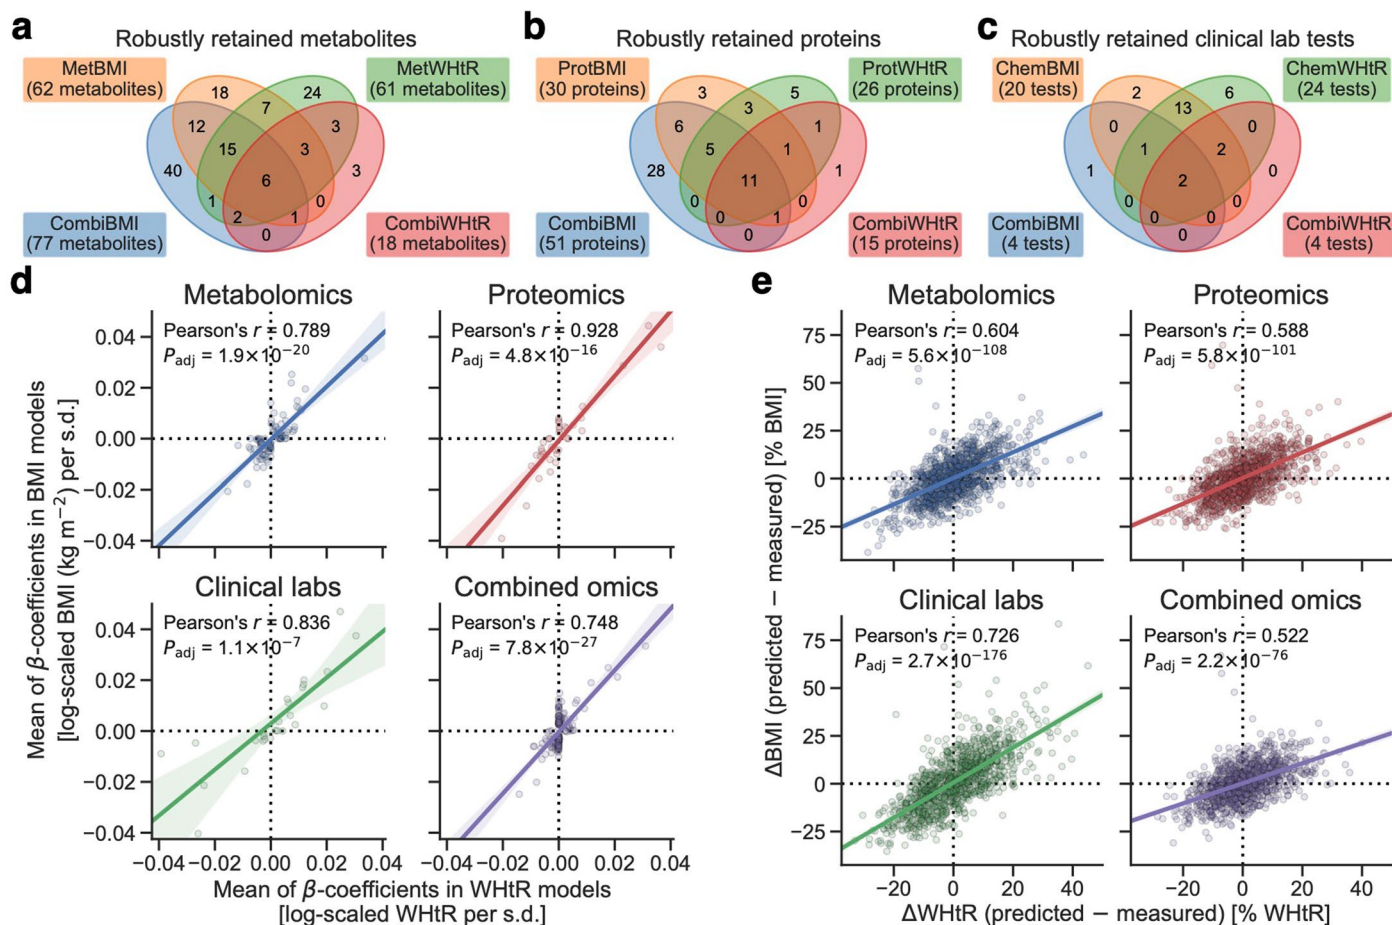 a
Robustly retained metabolites
MetBMI
(62 metabolites)
MetWHtR
(61 metabolites)
18
24
7
12
3
15
3
40
6
3
1
0
2
1
0
CombiBMI
(77 metabolites)
CombiWHtR
(18 metabolites)
b
Robustly retained proteins
ProtBMI
(30 proteins)
ProtWHtR
(26 proteins)
3
5
3
6
1
5
1
28
11
1
0
0
0
1
0
CombiBMI
(51 proteins)
CombiWHtR
(15 proteins)
c
Robustly retained clinical lab tests
ChemBMI
(20 tests)
ChemWHtR
(24 tests)
2
6
13
0
0
1
2
1
2
0
0
0
0
0
0
CombiBMI
(4 tests)
CombiWHtR
(4 tests)
d
Mean of β-coefficients in BMI models
[log-scaled BMI (kg m⁻²) per s.d.]
Metabolomics
Pearson's r = 0.789
Padj = 1.9×10⁻²⁰
0.04
0.02
0.00
−0.02
−0.04
Proteomics
Pearson's r = 0.928
Padj = 4.8×10⁻¹⁶
Clinical labs
Pearson's r = 0.836
Padj = 1.1×10⁻⁷
0.04
0.02
0.00
−0.02
−0.04
−0.04 −0.02 0.00 0.02 0.04
Combined omics
Pearson's r = 0.748
Padj = 7.8×10⁻²⁷
−0.04 −0.02 0.00 0.02 0.04
Mean of β-coefficients in WHtR models
[log-scaled WHtR per s.d.]
e
ΔBMI (predicted − measured) [% BMI]
Metabolomics
Pearson's r = 0.604
Padj = 5.6×10⁻¹⁰⁸
75
50
25
0
−25
Proteomics
Pearson's r = 0.588
Padj = 5.8×10⁻¹⁰¹
Clinical labs
Pearson's r = 0.726
Padj = 2.7×10⁻¹⁷⁶
75
50
25
0
−25
−20 0 20 40
Combined omics
Pearson's r = 0.522
Padj = 2.2×10⁻⁷⁶
−20 0 20 40
ΔWHtR (predicted − measured) [% WHtR]